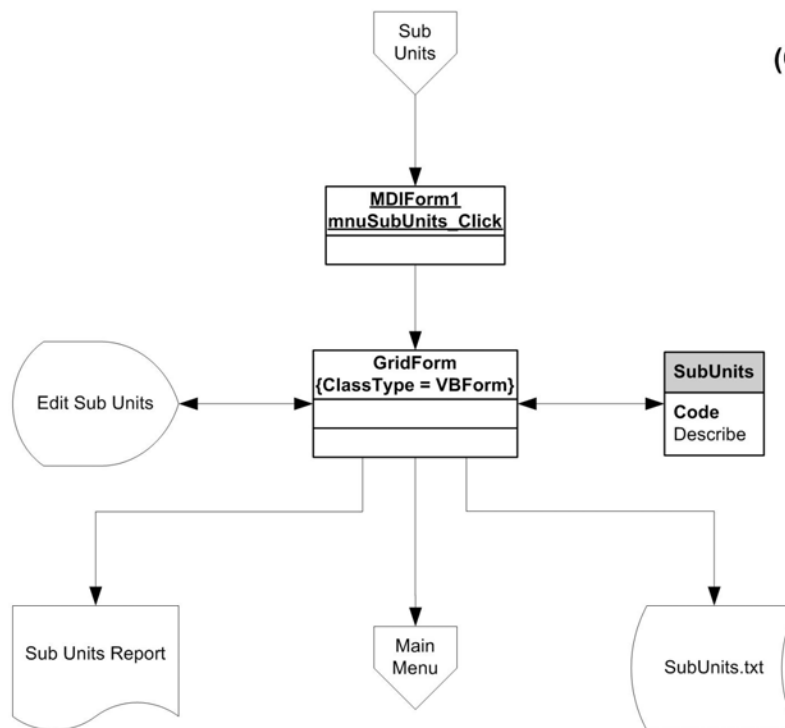 Sub
Units
(
MDIForm1
mnuSubUnits_Click
GridForm
{ClassType = VBForm}
Edit Sub Units
SubUnits
Code
Describe
Sub Units Report
Main
Menu
SubUnits.txt